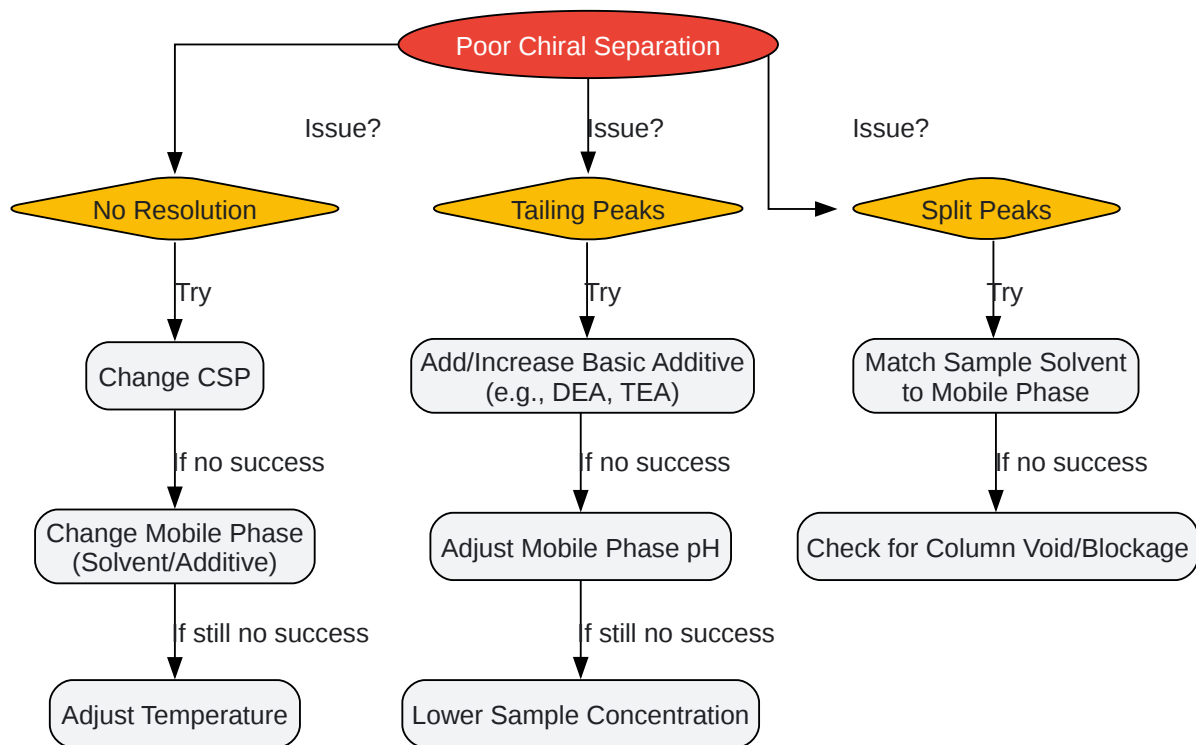 Poor Chiral Separation
Issue?
Issue?
Issue?
No Resolution
Tailing Peaks
Split Peaks
Try
Try
Try
Change CSP
Add/Increase Basic Additive
(e.g., DEA, TEA)
Match Sample Solvent
to Mobile Phase
If no success
If no success
If no success
Change Mobile Phase
(Solvent/Additive)
Adjust Mobile Phase pH
Check for Column Void/Blockage
If still no success
If still no success
Adjust Temperature
Lower Sample Concentration